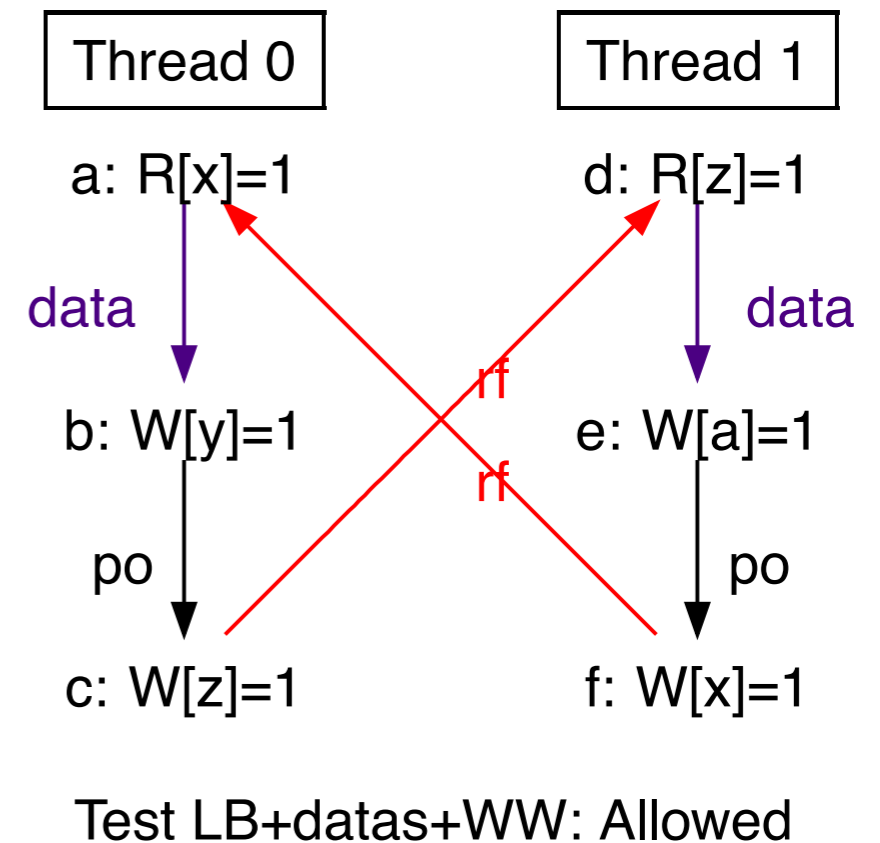 Thread 0 Thread 1
a: R[x]=1 d: R[z]=1
data data
rf
b: W[y]=1 e: W[a]=1
rf
po po
c: W[z]=1 f: W[x]=1
Test LB+datas+WW: Allowed